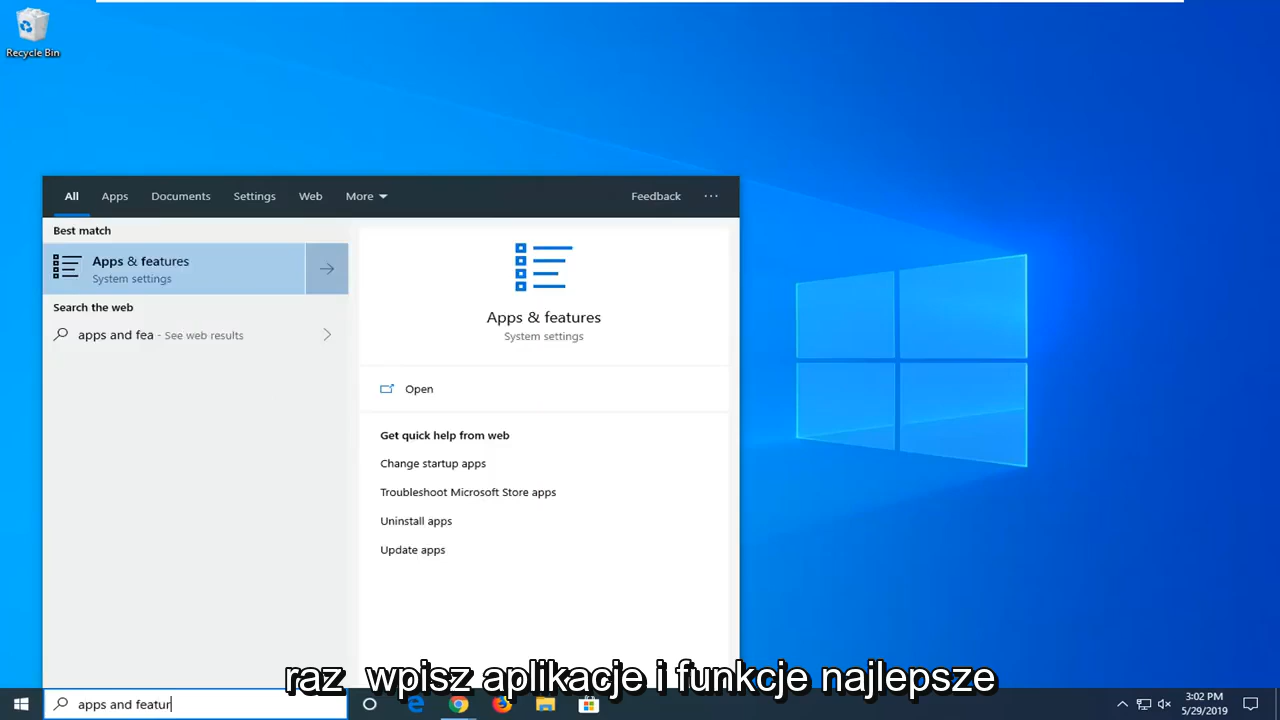 Recycle Bin
All Apps Documents Settings Web More Feedback ...
Best match
Apps & features
System settings
Search the web
apps and fea - See web results
Apps & features
System settings
Open
Get quick help from web
Change startup apps
Troubleshoot Microsoft Store apps
Uninstall apps
Update apps
raz wpisz aplikacje i funkcje najlepsze
apps and featur
3:02 PM
5/29/2019